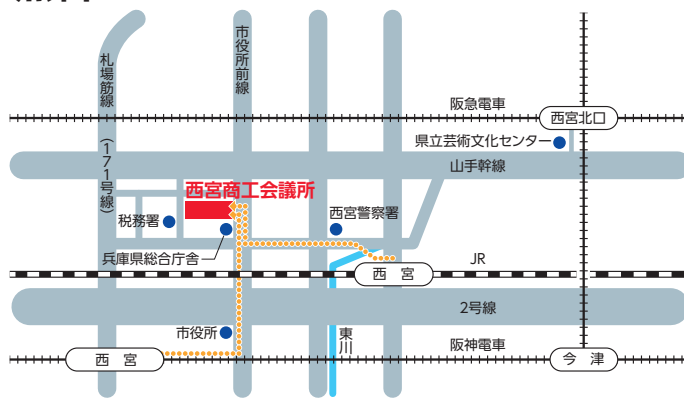 市役所前線
札場筋線(171号線)
阪急電車
西宮北口
県立芸術文化センター
山手幹線
西宮商工会議所
税務署
西宮警察署
兵庫県総合庁舎
JR
西宮
2号線
市役所
東川
阪神電車
西宮
今津